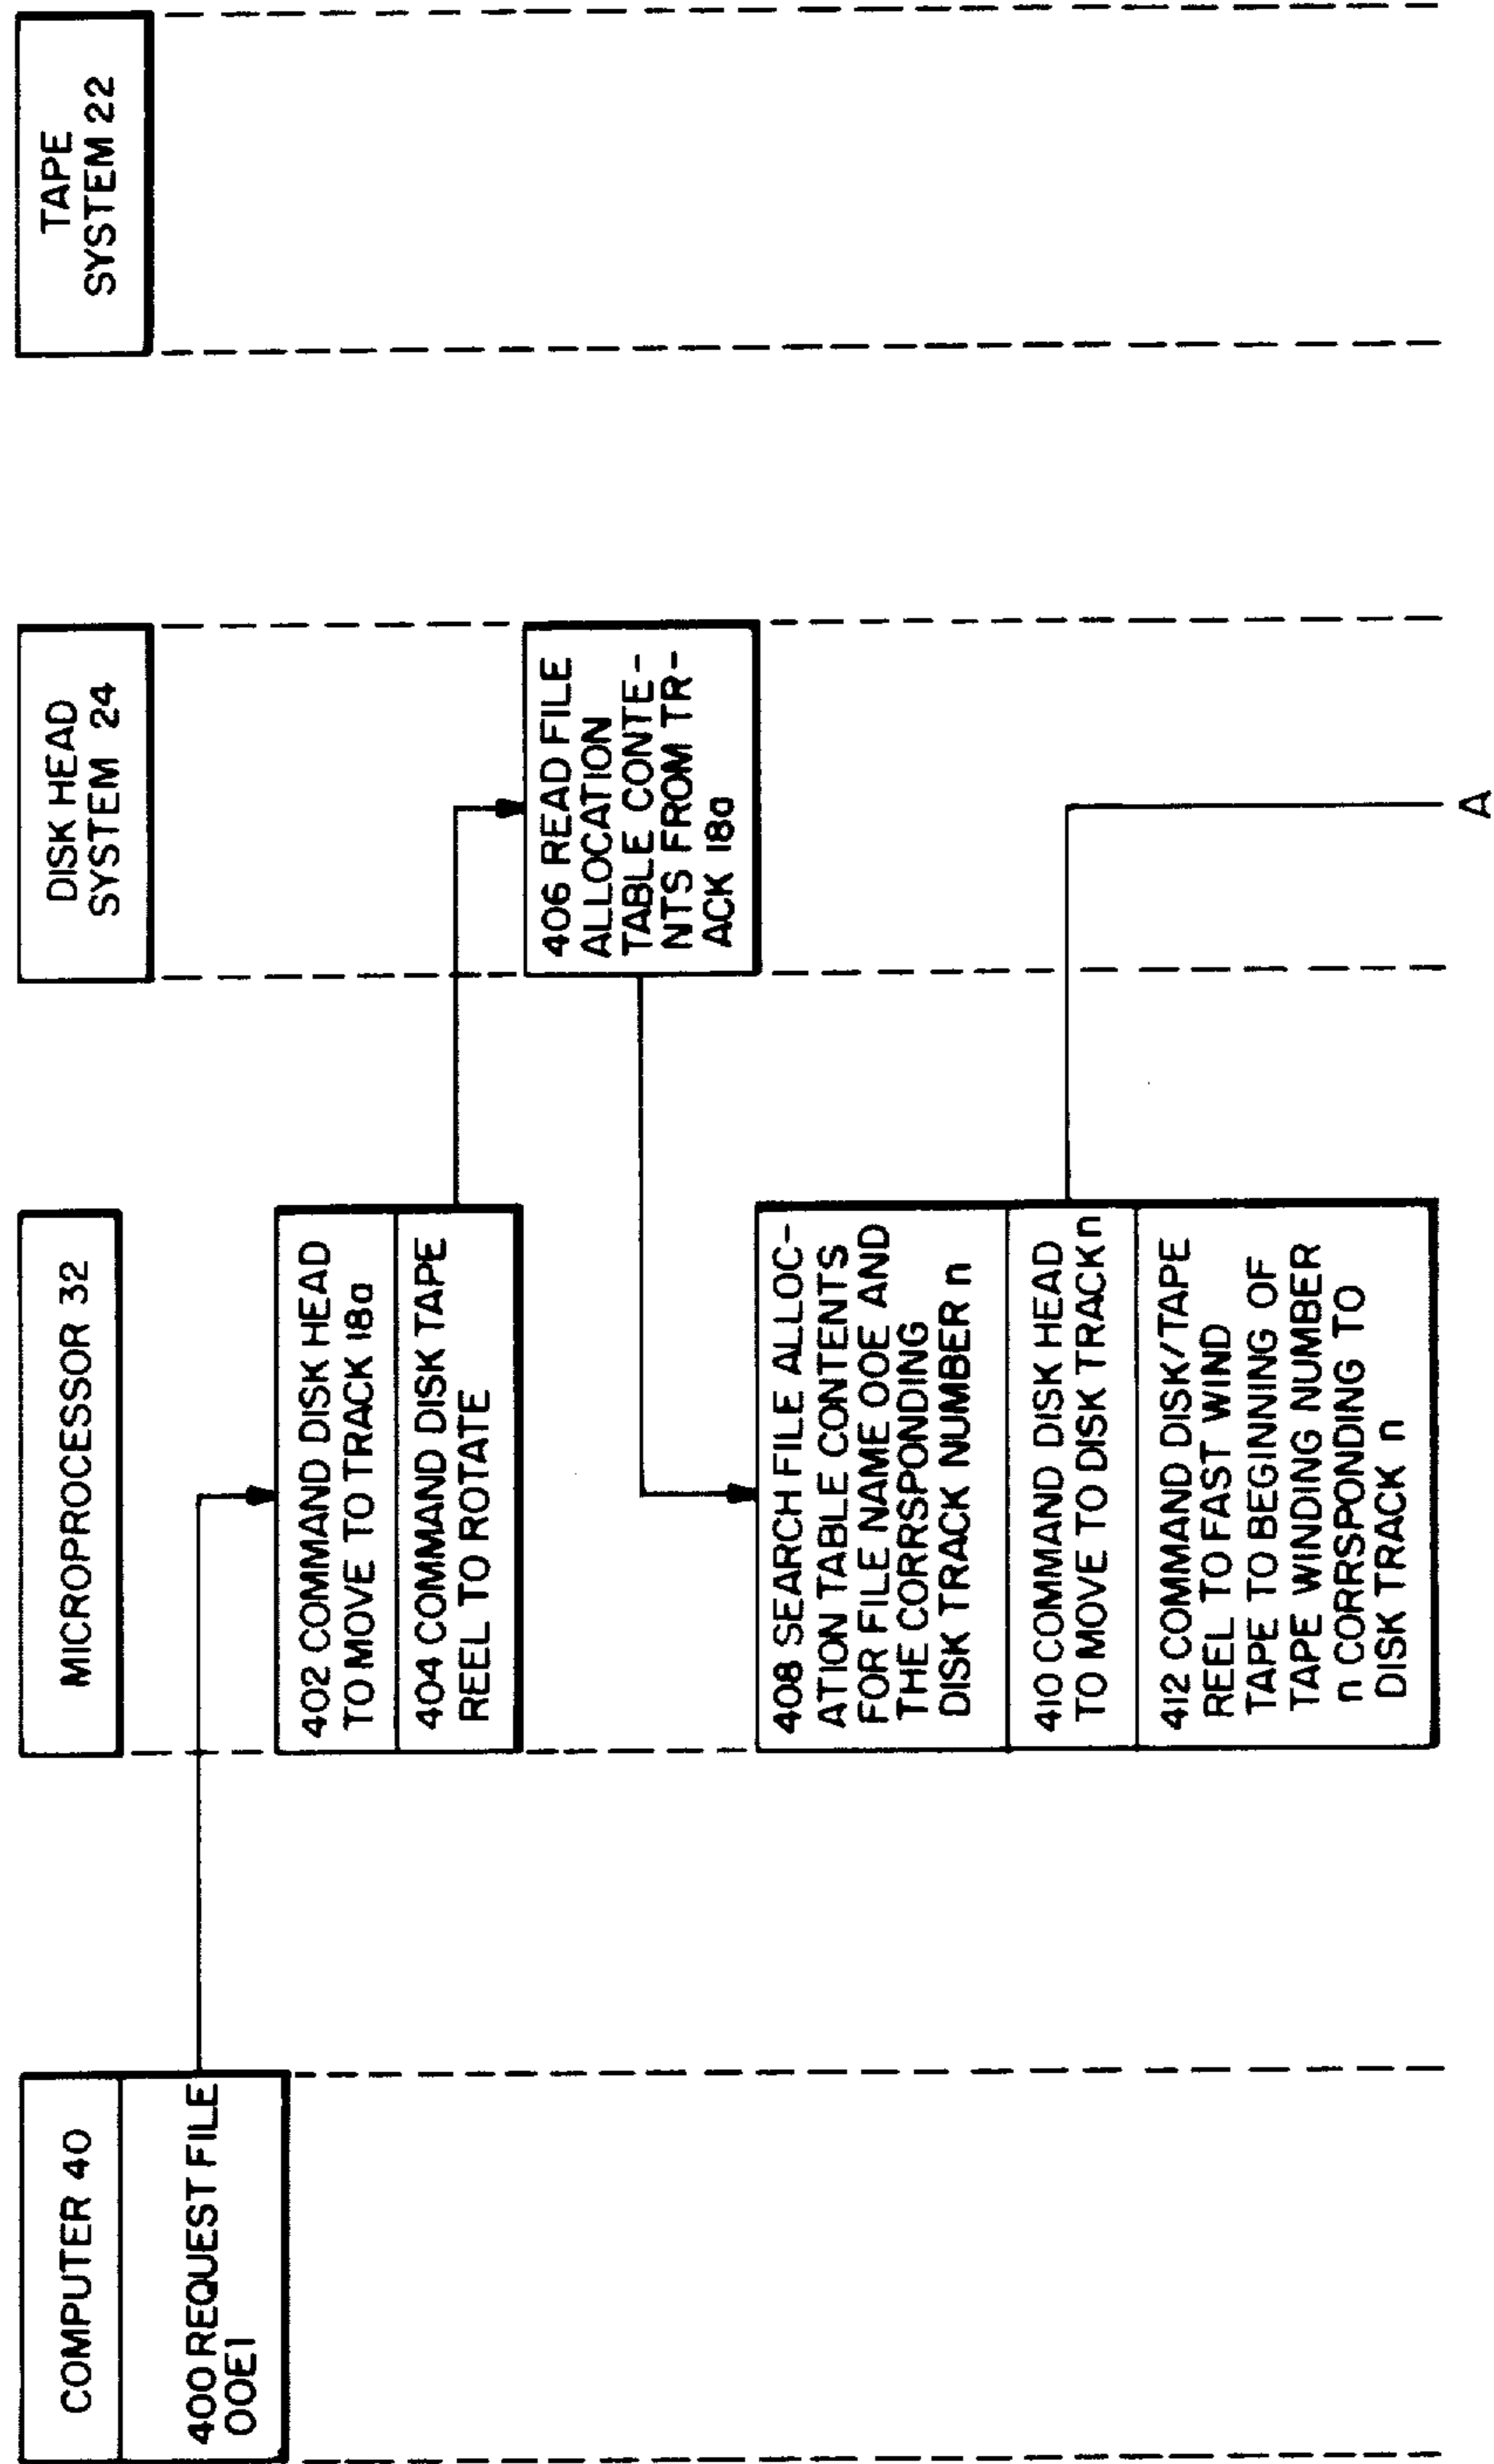 COMPUTER 40
400 REQUEST FILE
OOE1
MICROPROCESSOR 32
402 COMMAND DISK HEAD
TO MOVE TO TRACK 18a
404 COMMAND DISK TAPE
REEL TO ROTATE
408 SEARCH FILE ALLOC-
ATION TABLE CONTENTS
FOR FILE NAME OOE AND
THE CORRSPONDING
DISK TRACK NUMBER n
410 COMMAND DISK HEAD
TO MOVE TO DISK TRACK n
412 COMMAND DISK/TAPE
REEL TO FAST WIND
TAPE TO BEGINNING OF
TAPE WINDING NUMBER
n CORRSPONDING TO
DISK TRACK n
DISK HEAD
SYSTEM 24
406 READ FILE
ALLOCATION
TABLE CONTE-
NTS FROM TR-
ACK 18a
A
TAPE
SYSTEM 22